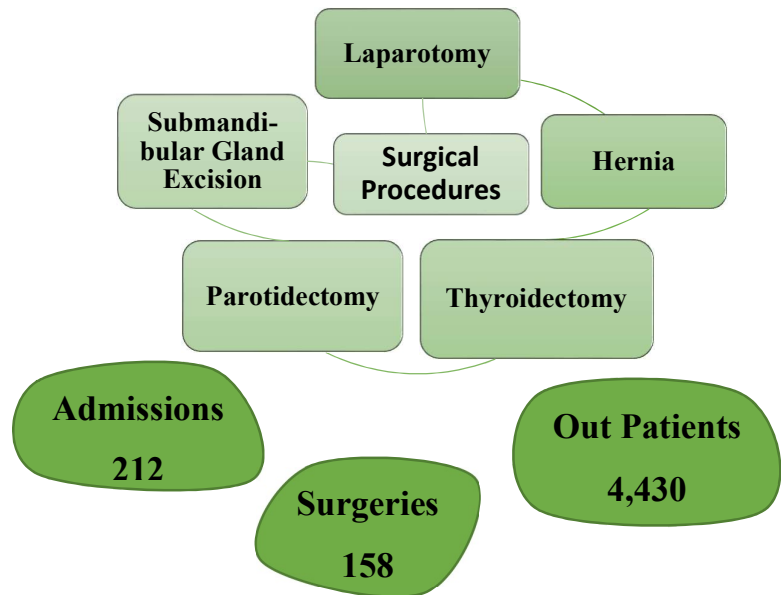 Laparotomy
Submandi-
bular Gland
Excision
Surgical
Procedures
Hernia
Parotidectomy
Thyroidectomy
Admissions
212
Out Patients
4,430
Surgeries
158